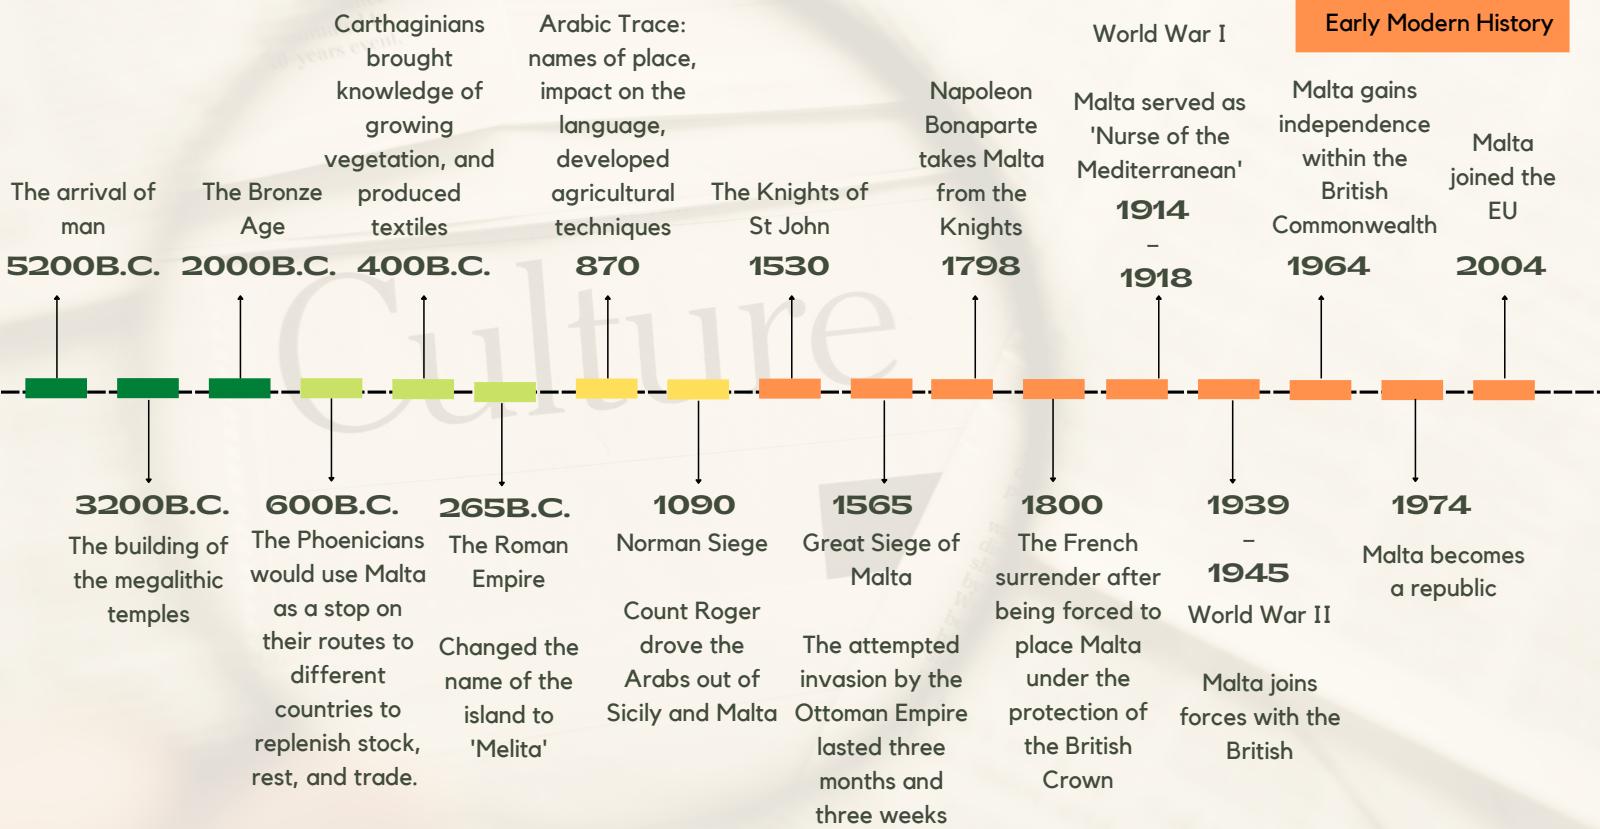 Early Modern History
The arrival of
man
5200B.C.
3200B.C.
The building of
the megalithic
temples
The Bronze
Age
2000B.C.
600B.C.
The Phoenicians
would use Malta
as a stop on
their routes to
different
countries to
replenish stock,
rest, and trade.
Carthaginians
brought
knowledge of
growing
vegetation, and
produced
textiles
400B.C.
265B.C.
The Roman
Empire
Changed the
name of the
island to
'Melita'
Arabic Trace:
names of place,
impact on the
language,
developed
agricultural
techniques
870
1090
Norman Siege
Count Roger
drove the
Arabs out of
Sicily and Malta
The Knights of
St John
1530
1565
Great Siege of
Malta
The attempted
invasion by the
Ottoman Empire
lasted three
months and
three weeks
Napoleon
Bonaparte
takes Malta
from the
Knights
1798
1800
The French
surrender after
being forced to
place Malta
under the
protection of
the British
Crown
World War I
Malta served as
'Nurse of the
Mediterranean'
1914
–
1918
1939
–
1945
World War II
Malta joins
forces with the
British
Malta gains
independence
within the
British
Commonwealth
1964
1974
Malta becomes
a republic
Malta
joined the
EU
2004
Culture